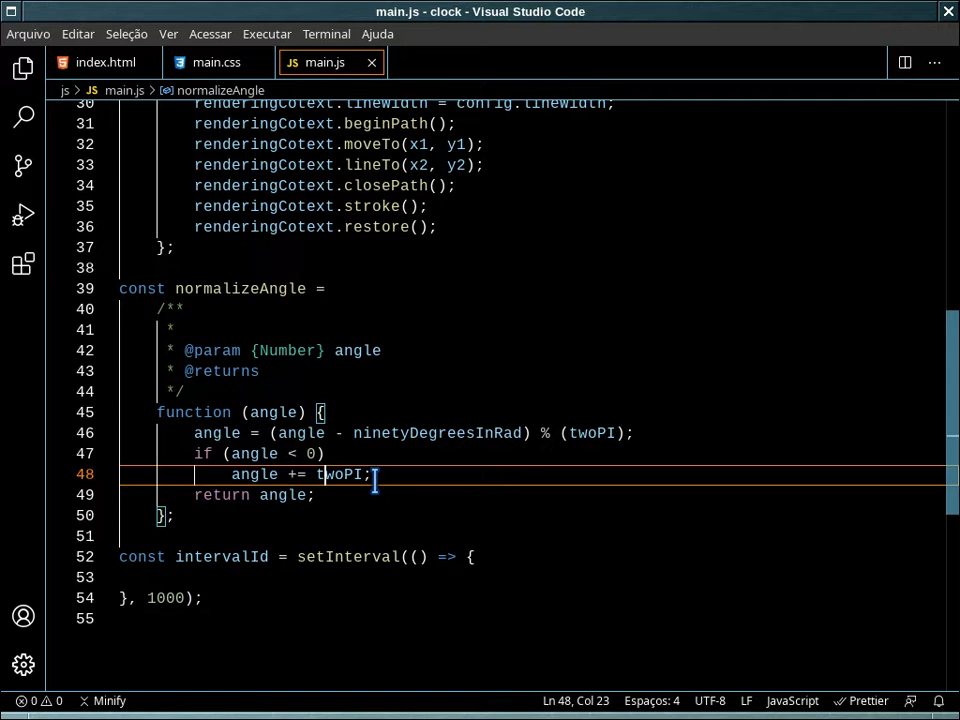 main.js - clock - Visual Studio Code
Arquivo Editar Seleção Ver Acessar Executar Terminal Ajuda
index.html main.css JS main.js
js > JS main.js > normalizeAngle
30 renderingCotext.lineWidth = config.lineWidth;
31 renderingCotext.beginPath();
32 renderingCotext.moveTo(x1, y1);
33 renderingCotext.lineTo(x2, y2);
34 renderingCotext.closePath();
35 renderingCotext.stroke();
36 renderingCotext.restore();
37 };
38
39 const normalizeAngle =
40 /**
41 *
42 * @param {Number} angle
43 * @returns
44 */
45 function (angle) {
46 angle = (angle - ninetyDegreesInRad) % (twoPI);
47 if (angle < 0)
48 angle += twoPI;
49 return angle;
50 };
51
52 const intervalId = setInterval(() => {
53
54 }, 1000);
55
0 0 Minify Ln 48, Col 23 Espaços: 4 UTF-8 LF JavaScript Prettier